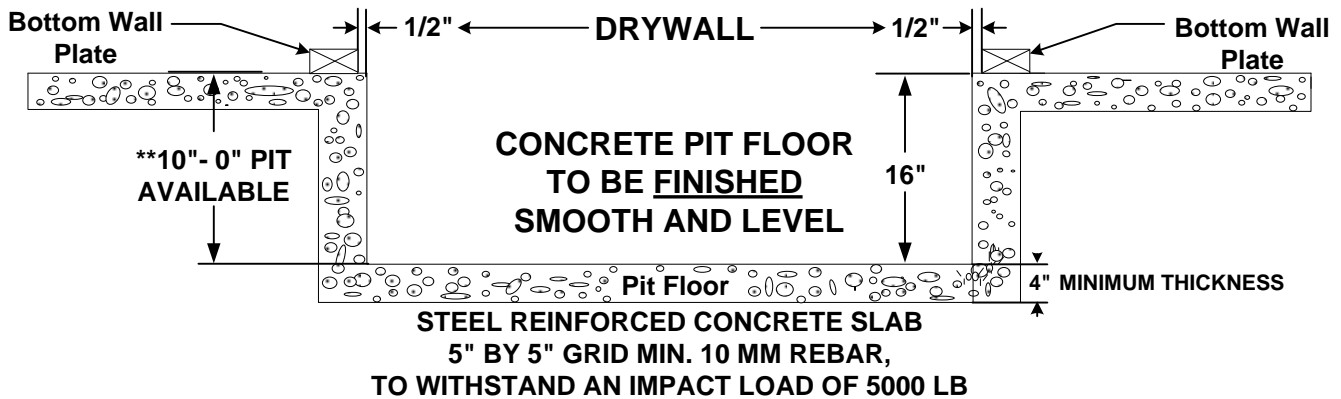 Bottom Wall
Plate
1/2"
DRYWALL
1/2"
Bottom Wall
Plate
**10"- 0" PIT
AVAILABLE
CONCRETE PIT FLOOR
TO BE FINISHED
SMOOTH AND LEVEL
16"
Pit Floor
4" MINIMUM THICKNESS
STEEL REINFORCED CONCRETE SLAB
5" BY 5" GRID MIN. 10 MM REBAR,
TO WITHSTAND AN IMPACT LOAD OF 5000 LB